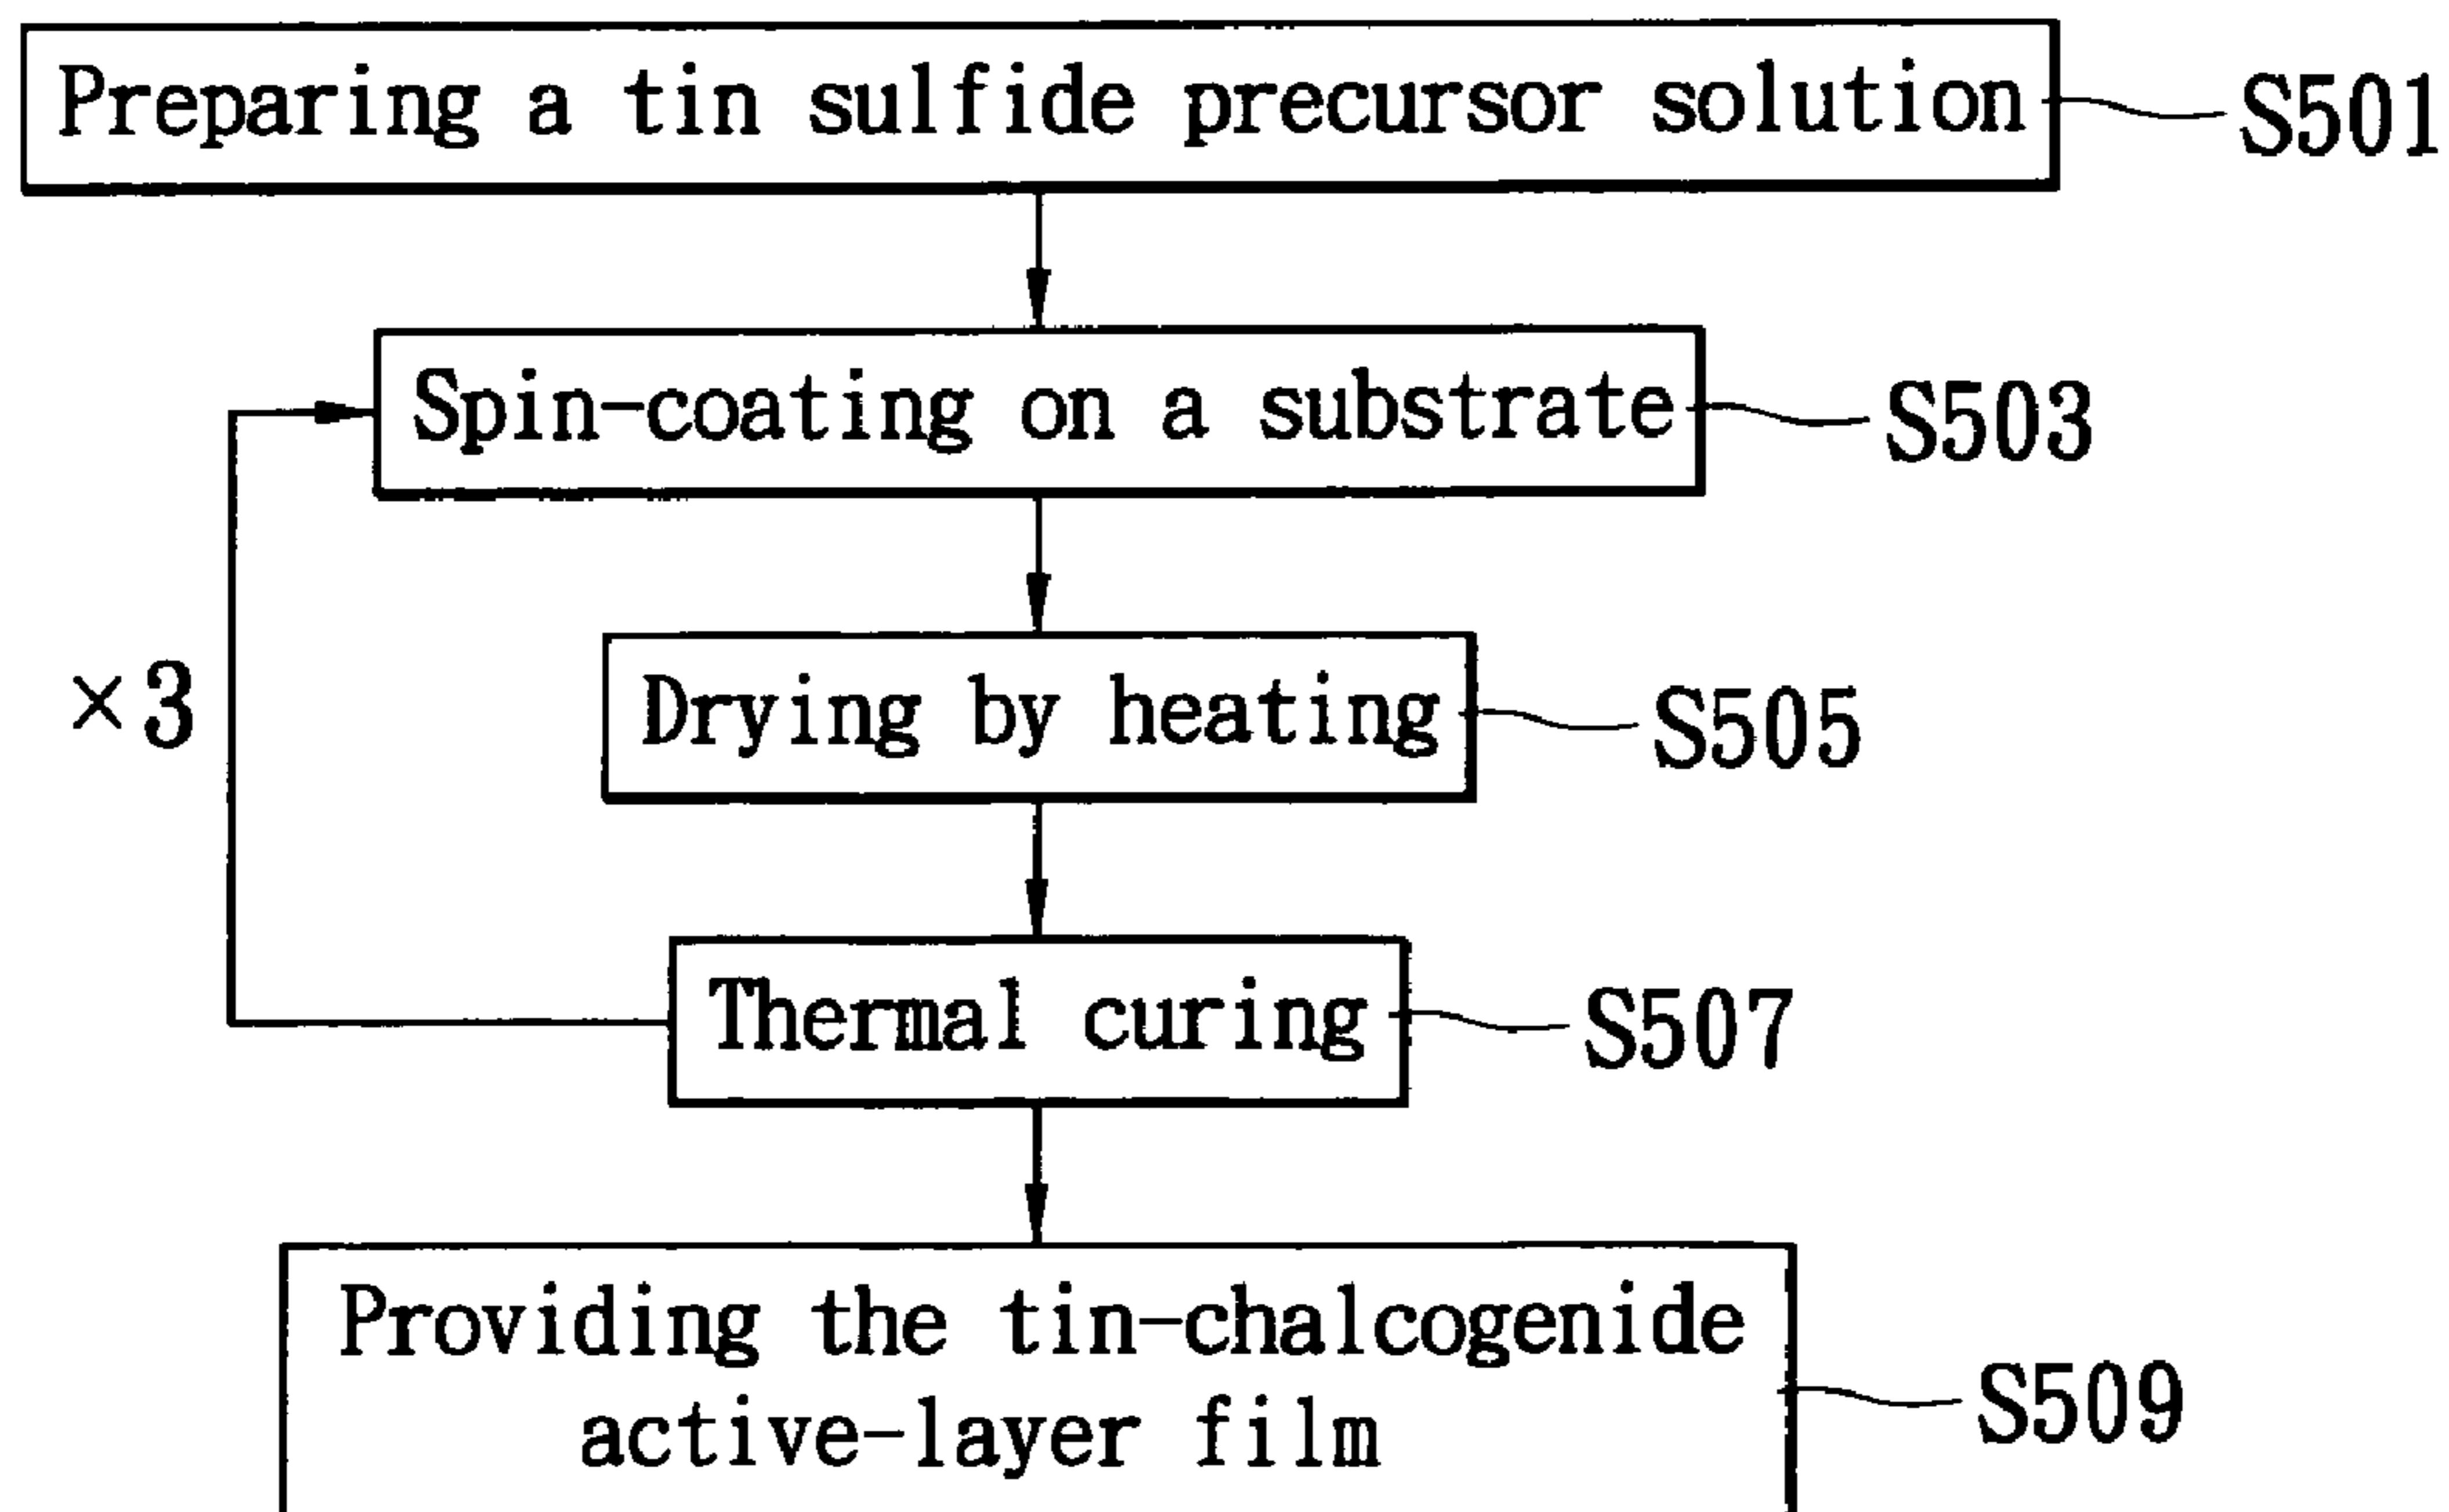 Preparing a tin sulfide precursor solution
S501
Spin-coating on a substrate
S503
Drying by heating
S505
×3
Thermal curing
S507
Providing the tin-chalcogenide
active-layer film
S509